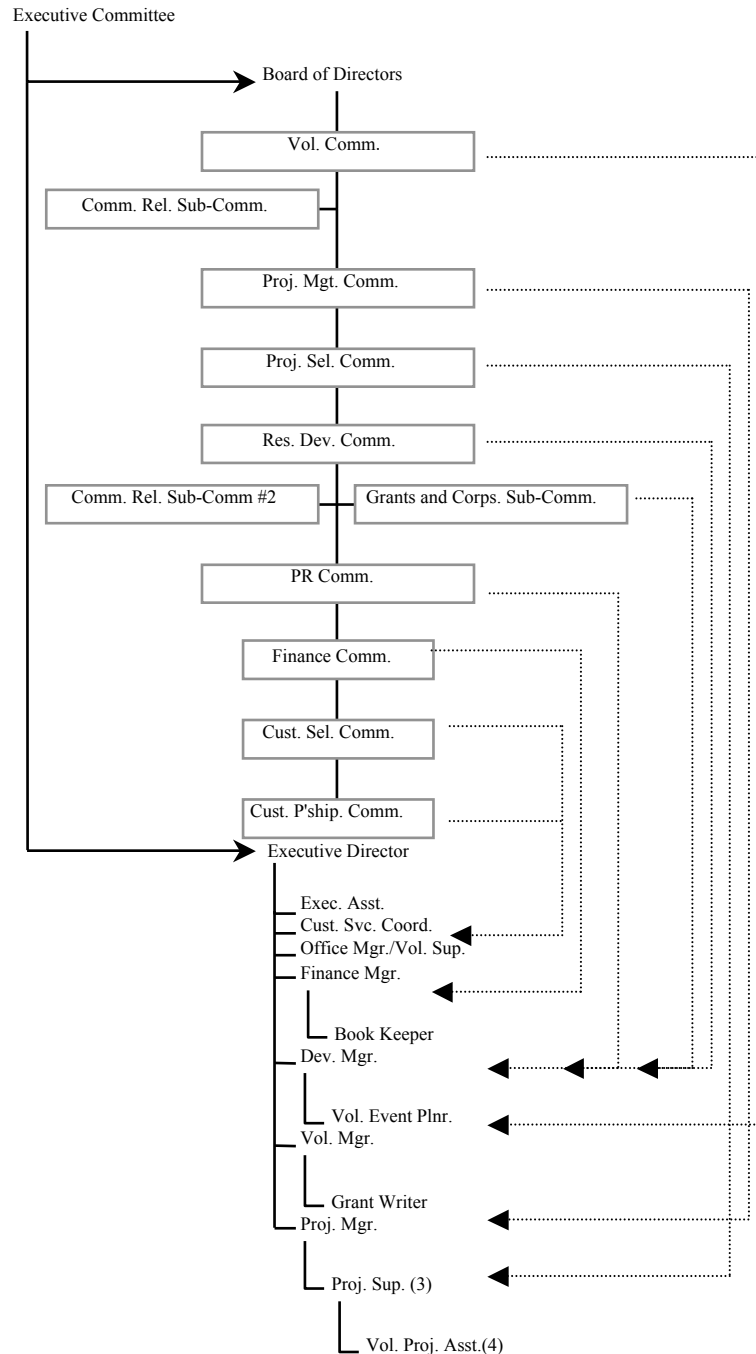 Executive Committee
Board of Directors
Vol. Comm.
Comm. Rel. Sub-Comm.
Proj. Mgt. Comm.
Proj. Sel. Comm.
Res. Dev. Comm.
Comm. Rel. Sub-Comm #2
Grants and Corps. Sub-Comm.
PR Comm.
Finance Comm.
Cust. Sel. Comm.
Cust. P'ship. Comm.
Executive Director
Exec. Asst.
Cust. Svc. Coord.
Office Mgr./Vol. Sup.
Finance Mgr.
Book Keeper
Dev. Mgr.
Vol. Event Plnr.
Vol. Mgr.
Grant Writer
Proj. Mgr.
Proj. Sup. (3)
Vol. Proj. Asst.(4)